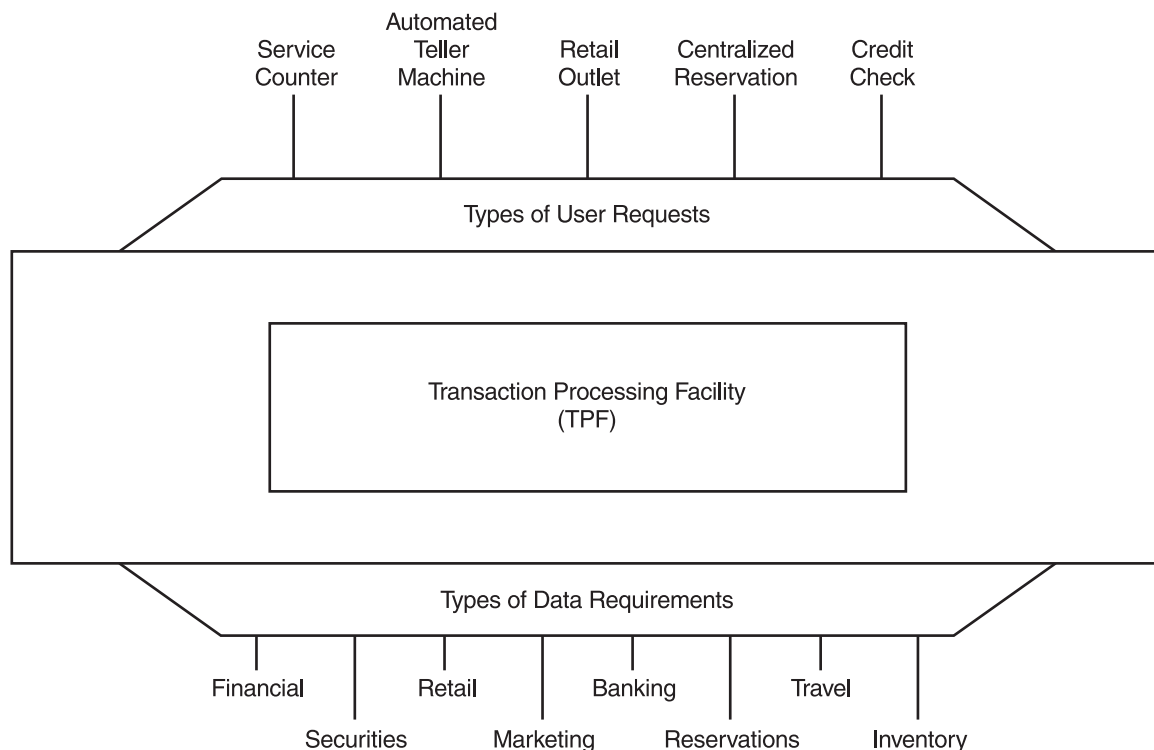 Service
Counter
Automated
Teller
Machine
Retail
Outlet
Centralized
Reservation
Credit
Check
Types of User Requests
Transaction Processing Facility
(TPF)
Types of Data Requirements
Financial
Securities
Retail
Marketing
Banking
Reservations
Travel
Inventory